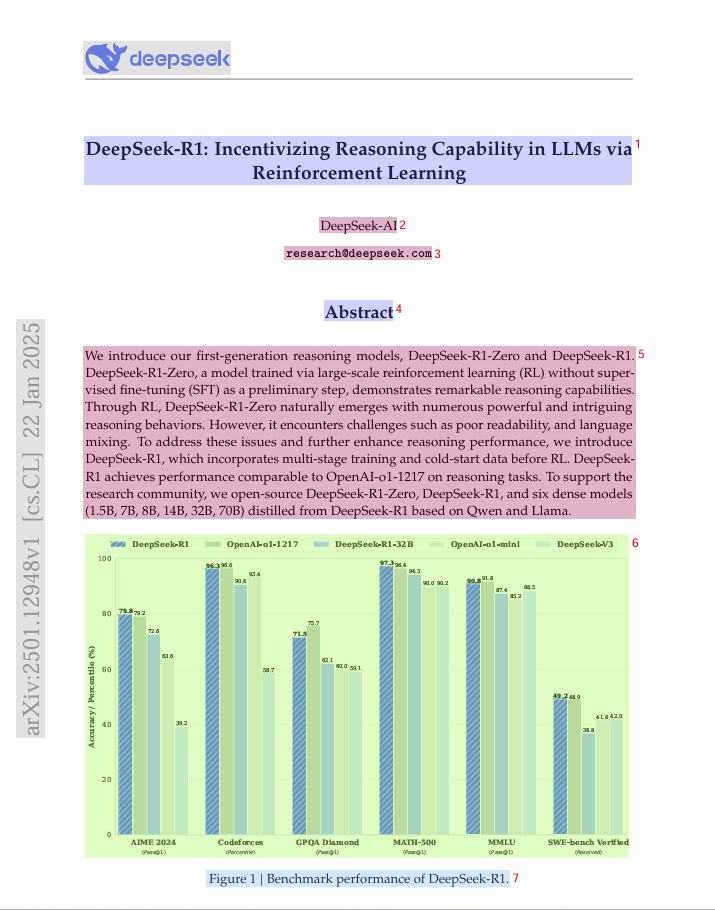 deepseek
DeepSeek-R1: Incentivizing Reasoning Capability in LLMs via 1
Reinforcement Learning
DeepSeek-AI 2
research@deepseek.com 3
Abstract 4
We introduce our first-generation reasoning models, DeepSeek-R1-Zero and DeepSeek-R1. 5
DeepSeek-R1-Zero, a model trained via large-scale reinforcement learning (RL) without super-
vised fine-tuning (SFT) as a preliminary step, demonstrates remarkable reasoning capabilities.
Through RL, DeepSeek-R1-Zero naturally emerges with numerous powerful and intriguing
reasoning behaviors. However, it encounters challenges such as poor readability, and language
mixing. To address these issues and further enhance reasoning performance, we introduce
DeepSeek-R1, which incorporates multi-stage training and cold-start data before RL. DeepSeek-
R1 achieves performance comparable to OpenAI-o1-1217 on reasoning tasks. To support the
research community, we open-source DeepSeek-R1-Zero, DeepSeek-R1, and six dense models
(1.5B, 7B, 8B, 14B, 32B, 70B) distilled from DeepSeek-R1 based on Qwen and Llama.
arXiv:2501.12948v1 [cs.CL] 22 Jan 2025
DeepSeek-R1 OpenAI-o1-1217 DeepSeek-R1-32B OpenAI-o1-mini DeepSeek-V3 6
Accuracy / Percentile (%)
100
80
60
40
20
0
79.8 79.2 72.6 63.6 39.2
96.3 96.6 90.6 93.4 58.7
71.5 75.7 62.1 60.0 59.1
97.3 96.4 94.3 90.0 90.2
90.8 91.8 87.4 85.2 88.5
49.2 48.9 36.8 41.6 42.0
AIME 2024 Codeforces GPQA Diamond MATH-500 MMLU SWE-bench Verified
(Pass@1) (Percentile) (Pass@1) (Pass@1) (Pass@1) (Resolved)
Figure 1 | Benchmark performance of DeepSeek-R1. 7